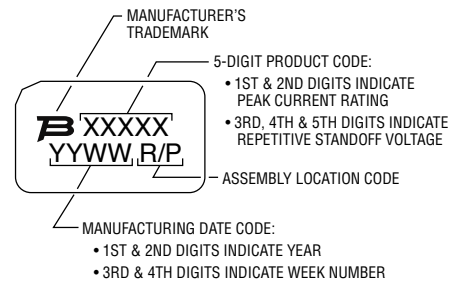 MANUFACTURER'S
TRADEMARK
5-DIGIT PRODUCT CODE:
• 1ST & 2ND DIGITS INDICATE
PEAK CURRENT RATING
• 3RD, 4TH & 5TH DIGITS INDICATE
REPETITIVE STANDOFF VOLTAGE
XXXXX
YYWW R/P
ASSEMBLY LOCATION CODE
MANUFACTURING DATE CODE:
• 1ST & 2ND DIGITS INDICATE YEAR
• 3RD & 4TH DIGITS INDICATE WEEK NUMBER